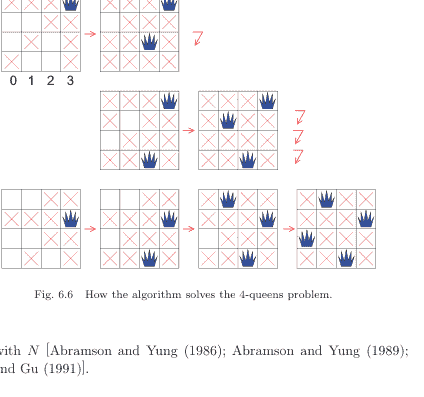 0 1 2 3
Fig. 6.6 How the algorithm solves the 4-queens problem.
with N [Abramson and Yung (1986); Abramson and Yung (1989);
nd Gu (1991)].